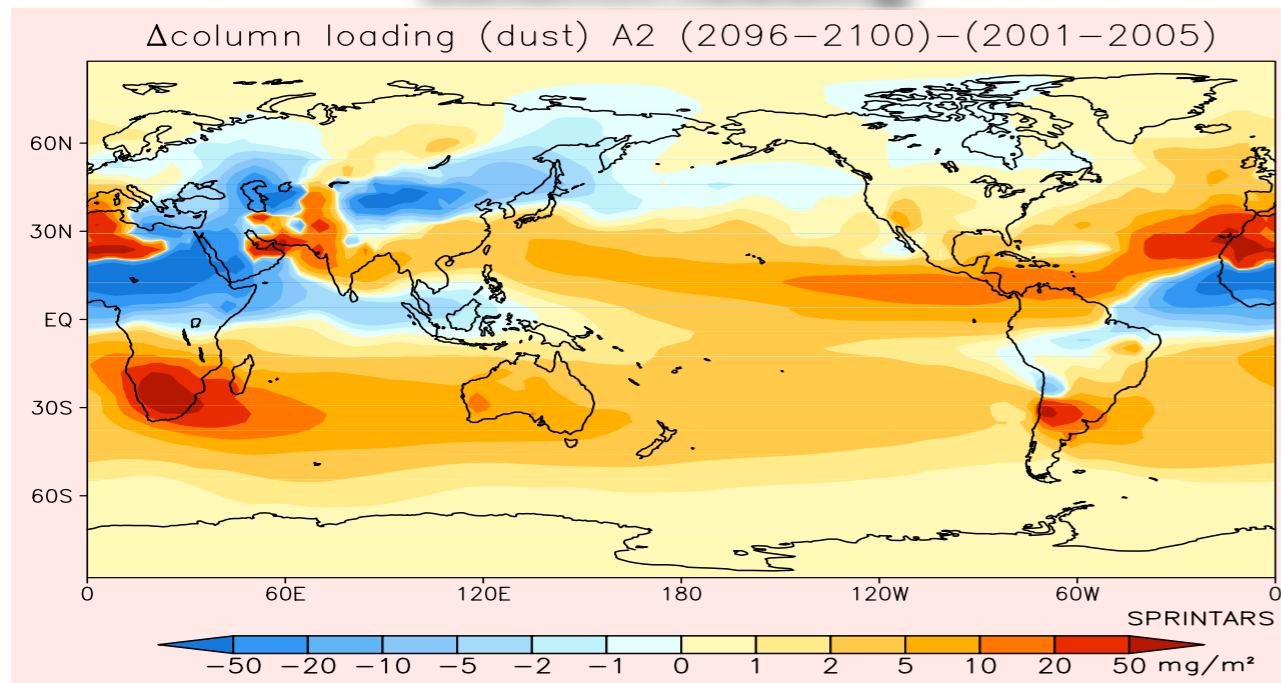 Δcolumn loading (dust) A2 (2096−2100)−(2001−2005)
60N
30N
EQ
30S
60S
0 60E 120E 180 120W 60W 0
SPRINTARS
−50 −20 −10 −5 −2 −1 0 1 2 5 10 20 50 mg/m²